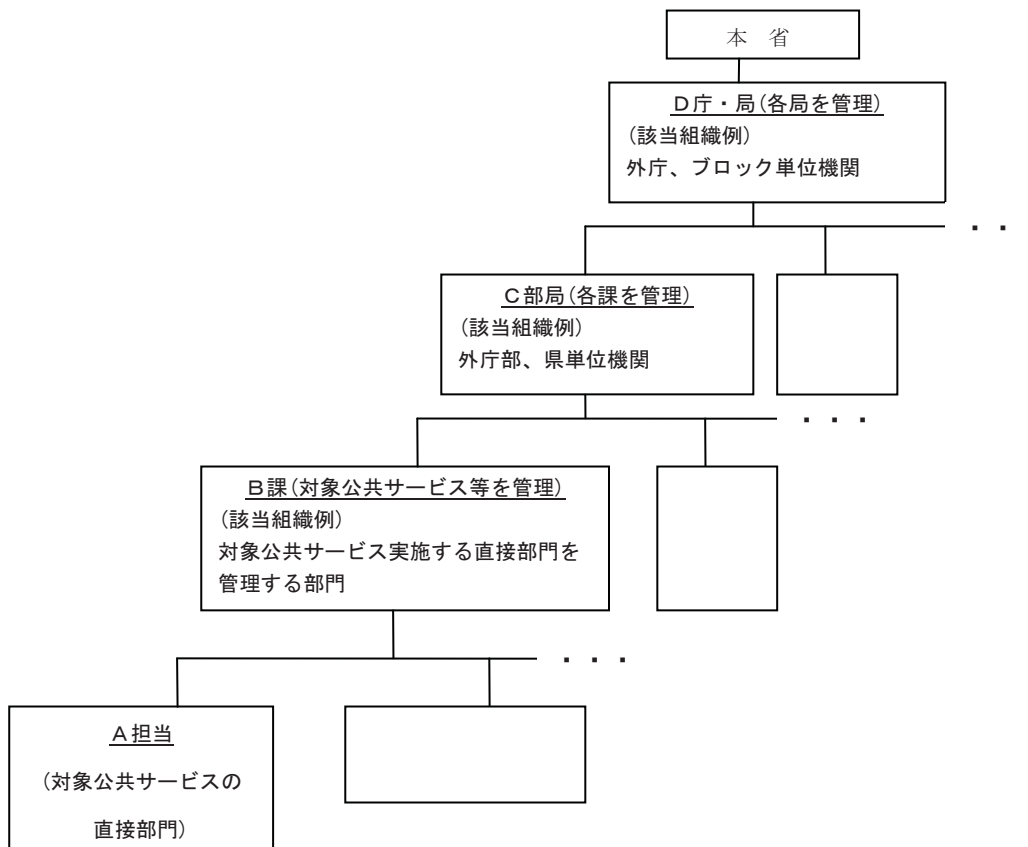 本 省
D庁・局(各局を管理)
(該当組織例)
外庁、ブロック単位機関
・・
C部局(各課を管理)
(該当組織例)
外庁部、県単位機関
・・・
B課(対象公共サービス等を管理)
(該当組織例)
対象公共サービス実施する直接部門を
管理する部門
・・・
A担当
(対象公共サービスの
直接部門)